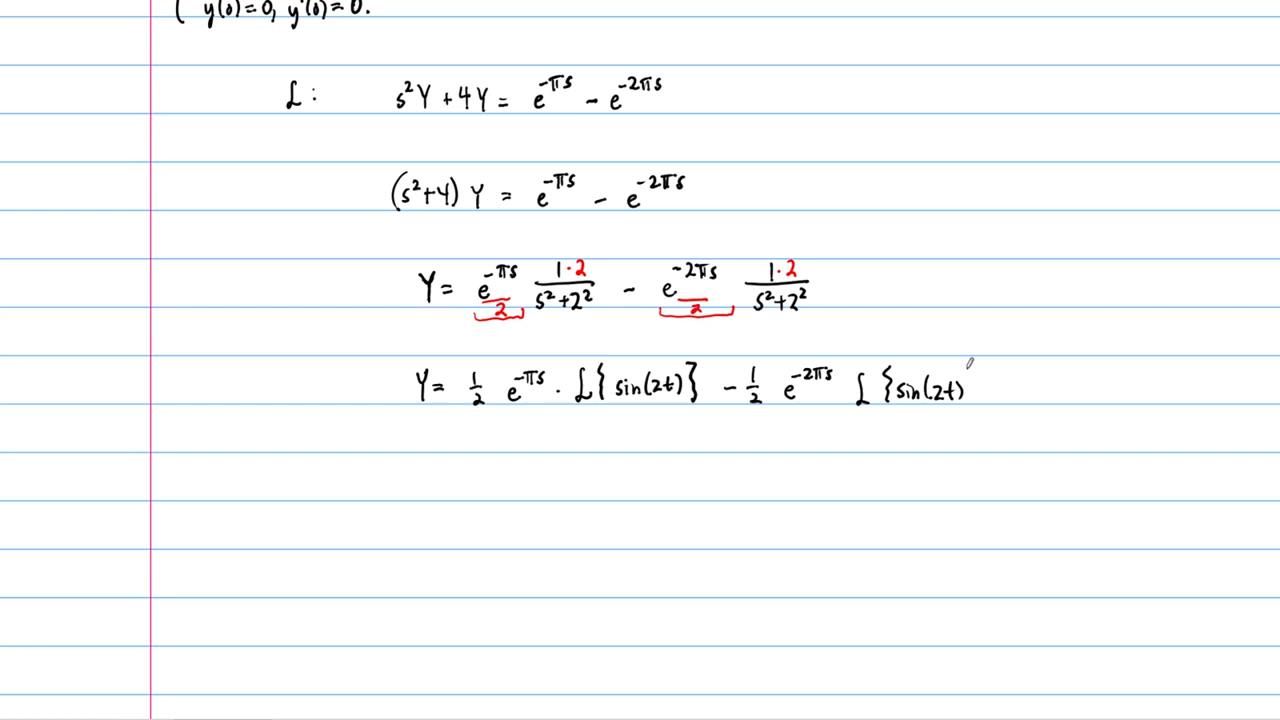 ( y(0)=0, y'(0)=0.
ℒ: s²Y + 4Y = e^{-πs} - e^{-2πs}
(s²+4) Y = e^{-πs} - e^{-2πs}
Y = e^{-πs}/2 (1·2)/(s²+2²) - e^{-2πs}/2 (1·2)/(s²+2²)
Y = 1/2 e^{-πs} · ℒ{sin(2t)} - 1/2 e^{-2πs} ℒ{sin(2t)